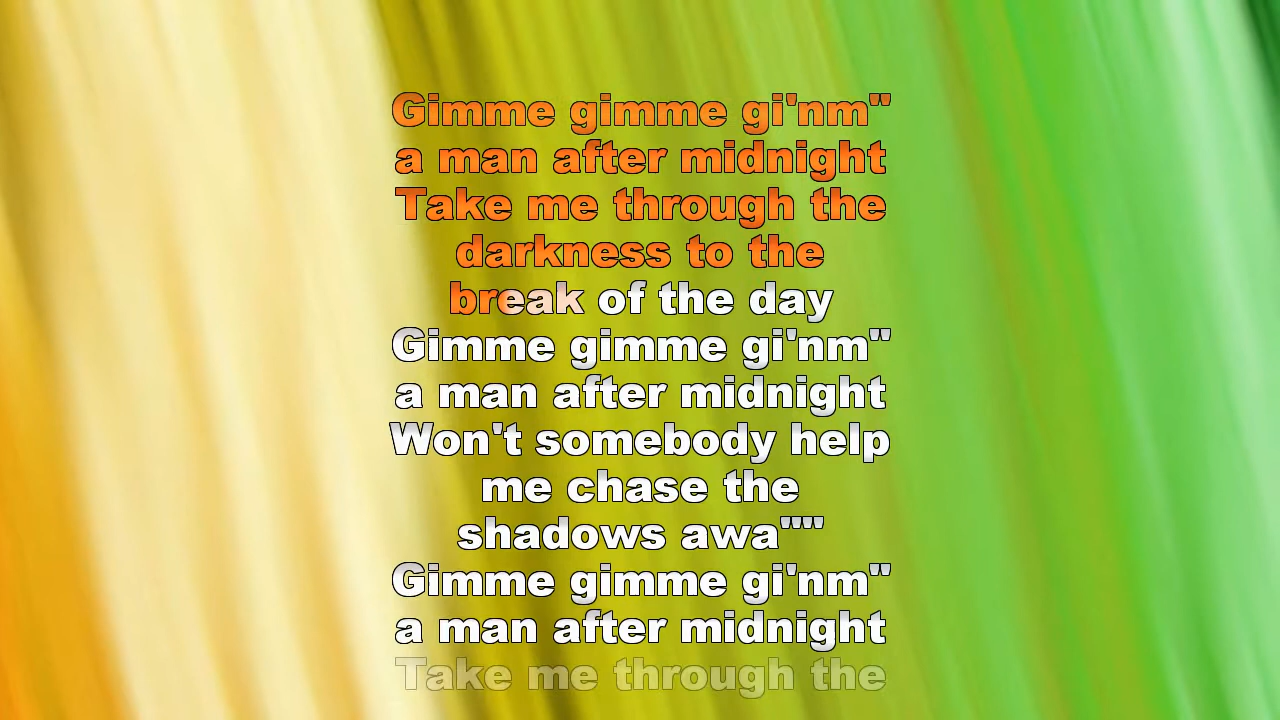 Gimme gimme gi'nm"
a man after midnight
Take me through the
darkness to the
break of the day
Gimme gimme gi'nm"
a man after midnight
Won't somebody help
me chase the
shadows awa""
Gimme gimme gi'nm"
a man after midnight
Take me through the